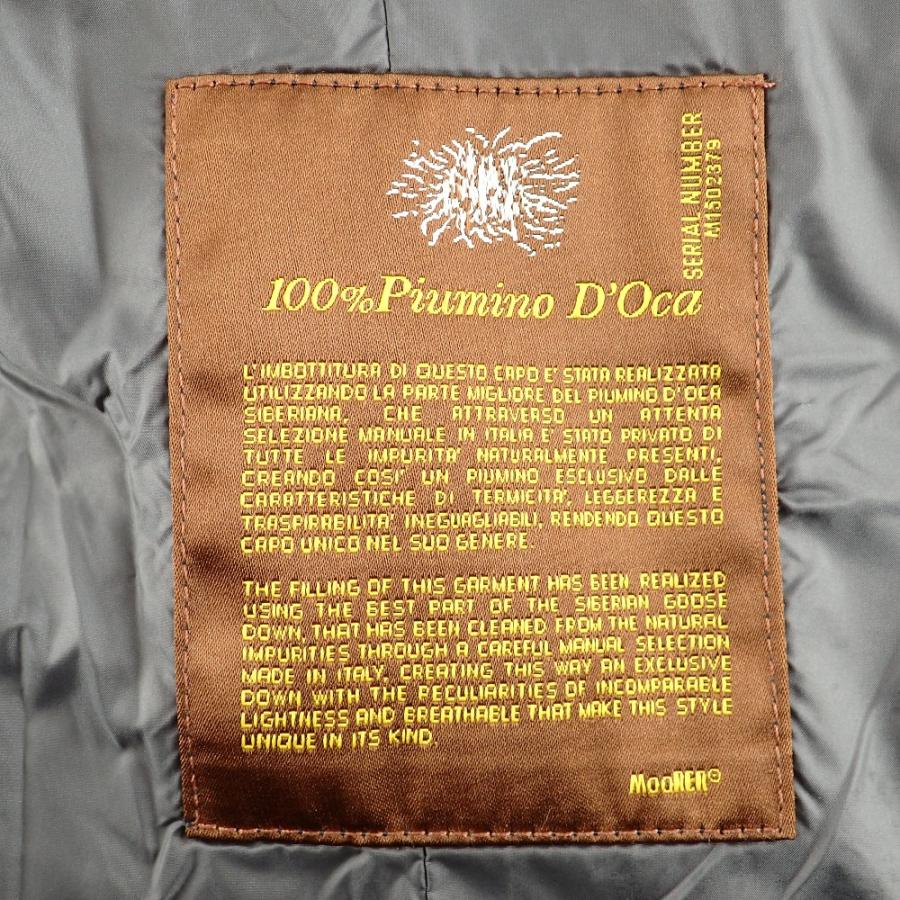 SERIAL NUMBER
M1502379
100% Piumino D'Oca
L'IMBOTTITURA DI QUESTO CAPO E' STATA REALIZZATA
UTILIZZANDO LA PARTE MIGLIORE DEL PIUMINO D'OCA
SIBERIANA, CHE ATTRAVERSO UN ATTENTA
SELEZIONE MANUALE IN ITALIA E' STATO PRIVATO DI
TUTTE LE IMPURITA' NATURALMENTE PRESENTI,
CREANDO COSI' UN PIUMINO ESCLUSIVO DALLE
CARATTERISTICHE DI TERMICITA', LEGGEREZZA E
TRASPIRABILITA' INEGUAGLIABILI, RENDENDO QUESTO
CAPO UNICO NEL SUO GENERE.
THE FILLING OF THIS GARMENT HAS BEEN REALIZED
USING THE BEST PART OF THE SIBERIAN GOOSE
DOWN, THAT HAS BEEN CLEANED FROM THE NATURAL
IMPURITIES THROUGH A CAREFUL MANUAL SELECTION
MADE IN ITALY, CREATING THIS WAY AN EXCLUSIVE
DOWN WITH THE PECULIARITIES OF INCOMPARABLE
LIGHTNESS AND BREATHABLE THAT MAKE THIS STYLE
UNIQUE IN ITS KIND.
MooRER©